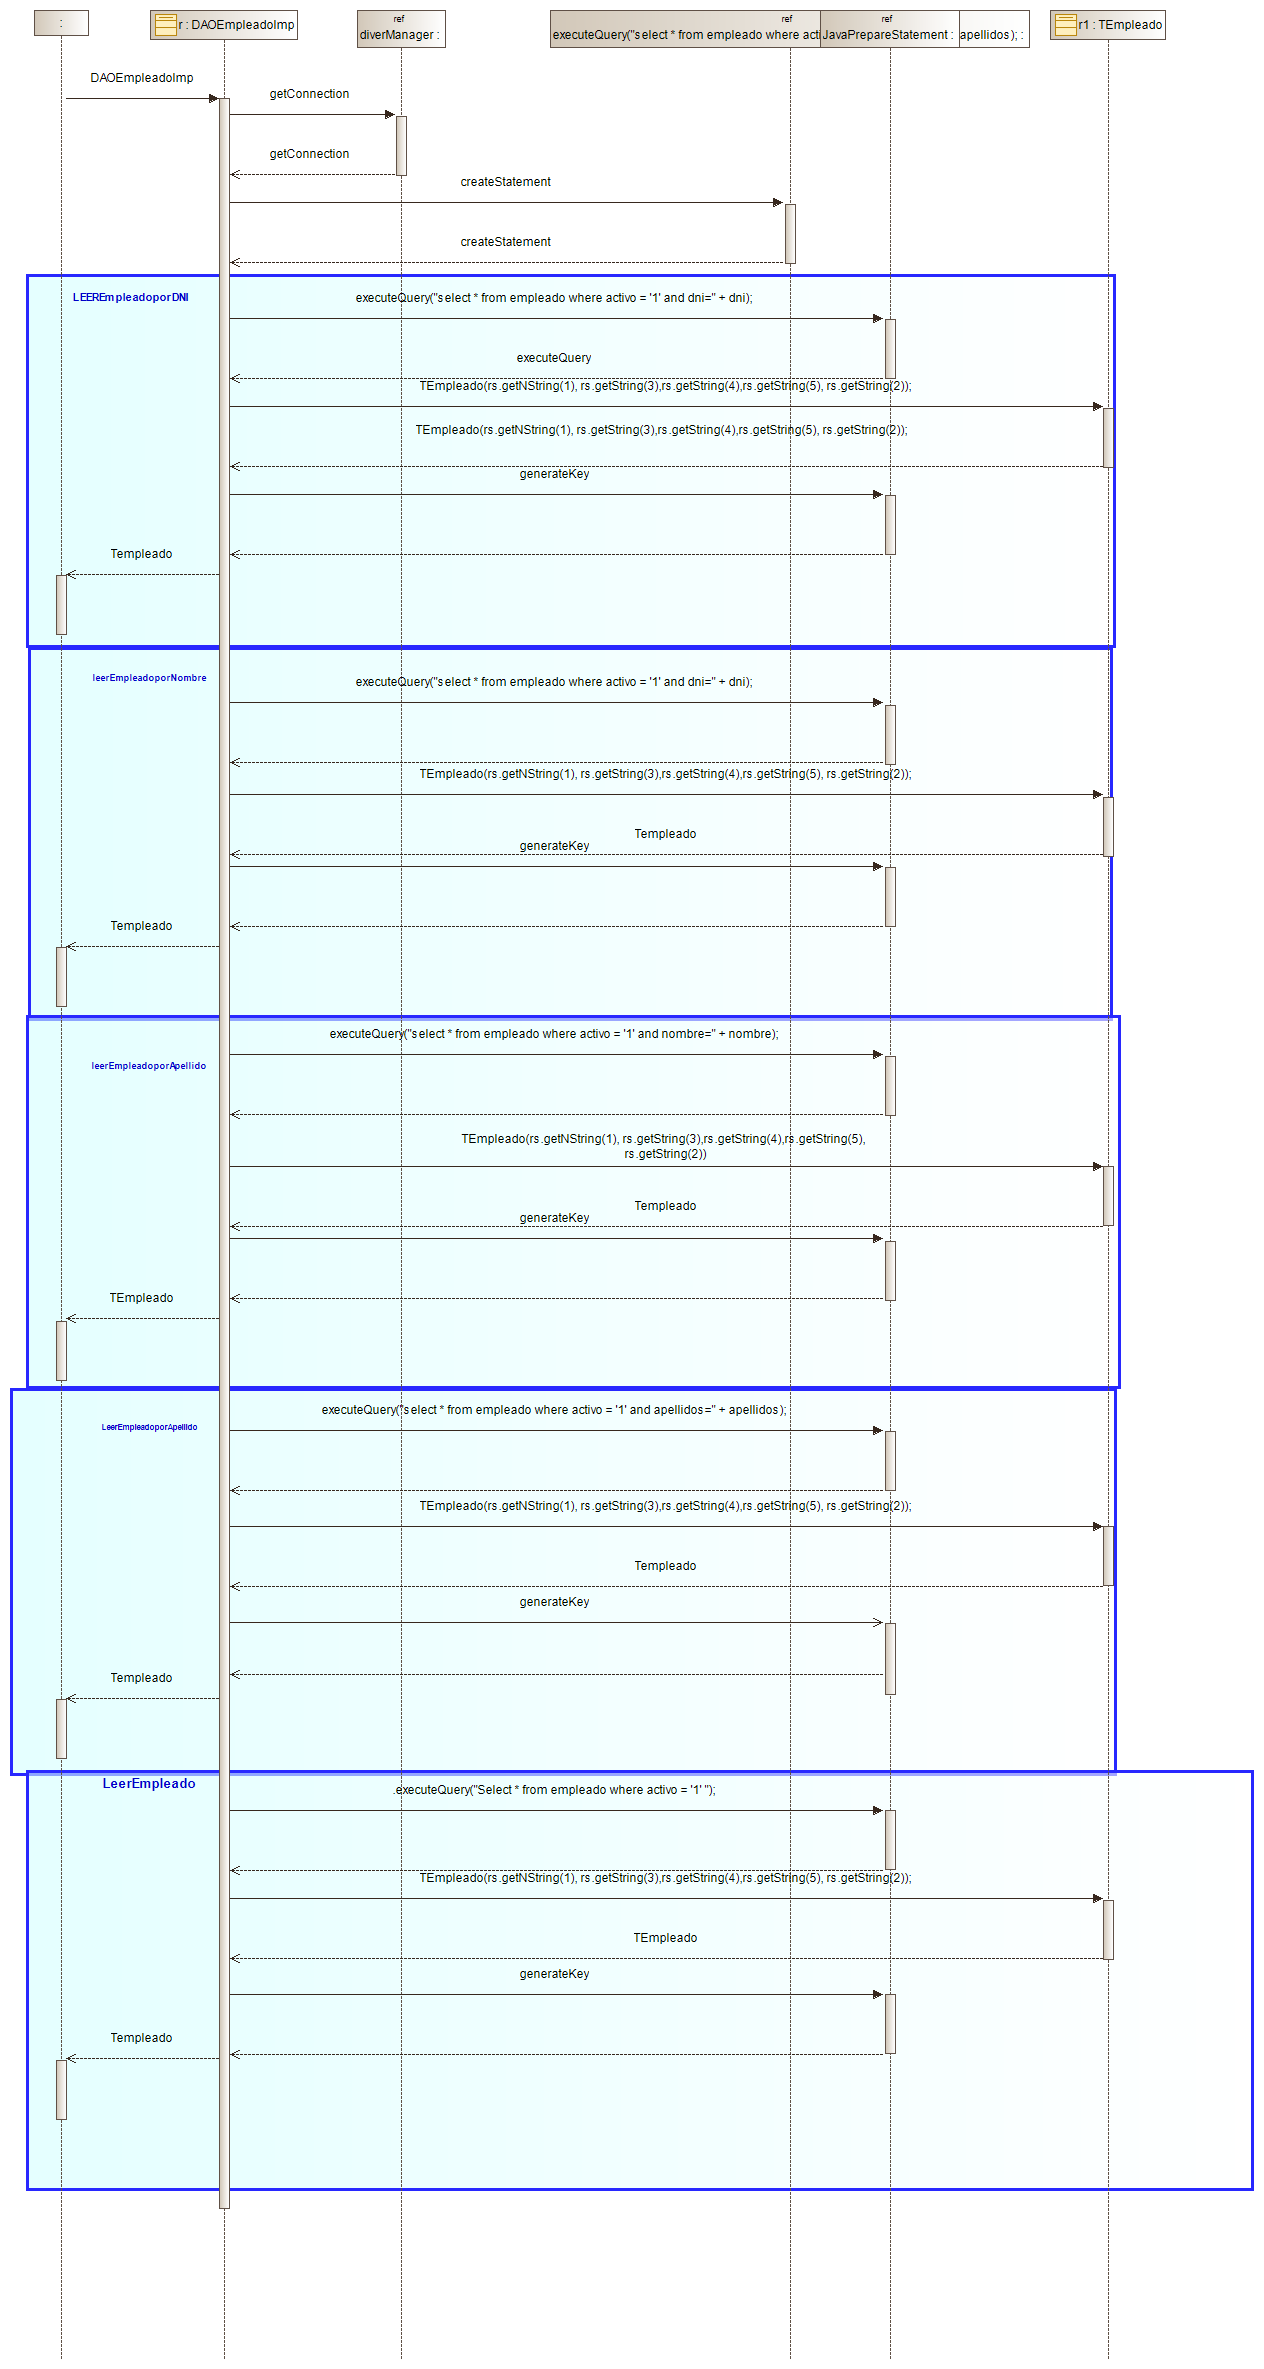 :
r : DAOEmpleadoImp
ref
diverManager :
ref
executeQuery("select * from empleado where acti
ref
JavaPrepareStatement :
apellidos); :
r1 : TEmpleado
DAOEmpleadoImp
getConnection
getConnection
createStatement
createStatement
LEEREmpleadoporDNI
executeQuery("select * from empleado where activo = '1' and dni=" + dni);
executeQuery
TEmpleado(rs.getNString(1), rs.getString(3),rs.getString(4),rs.getString(5), rs.getString(2));
TEmpleado(rs.getNString(1), rs.getString(3),rs.getString(4),rs.getString(5), rs.getString(2));
generateKey
Templeado
leerEmpleadoporNombre
executeQuery("select * from empleado where activo = '1' and dni=" + dni);
TEmpleado(rs.getNString(1), rs.getString(3),rs.getString(4),rs.getString(5), rs.getString(2));
Templeado
generateKey
Templeado
executeQuery("select * from empleado where activo = '1' and nombre=" + nombre);
leerEmpleadoporApellido
TEmpleado(rs.getNString(1), rs.getString(3),rs.getString(4),rs.getString(5),
rs.getString(2))
Templeado
generateKey
TEmpleado
executeQuery("select * from empleado where activo = '1' and apellidos=" + apellidos);
LeerEmpleadoporApellido
TEmpleado(rs.getNString(1), rs.getString(3),rs.getString(4),rs.getString(5), rs.getString(2));
Templeado
generateKey
Templeado
LeerEmpleado
.executeQuery("Select * from empleado where activo = '1' ");
TEmpleado(rs.getNString(1), rs.getString(3),rs.getString(4),rs.getString(5), rs.getString(2));
TEmpleado
generateKey
Templeado